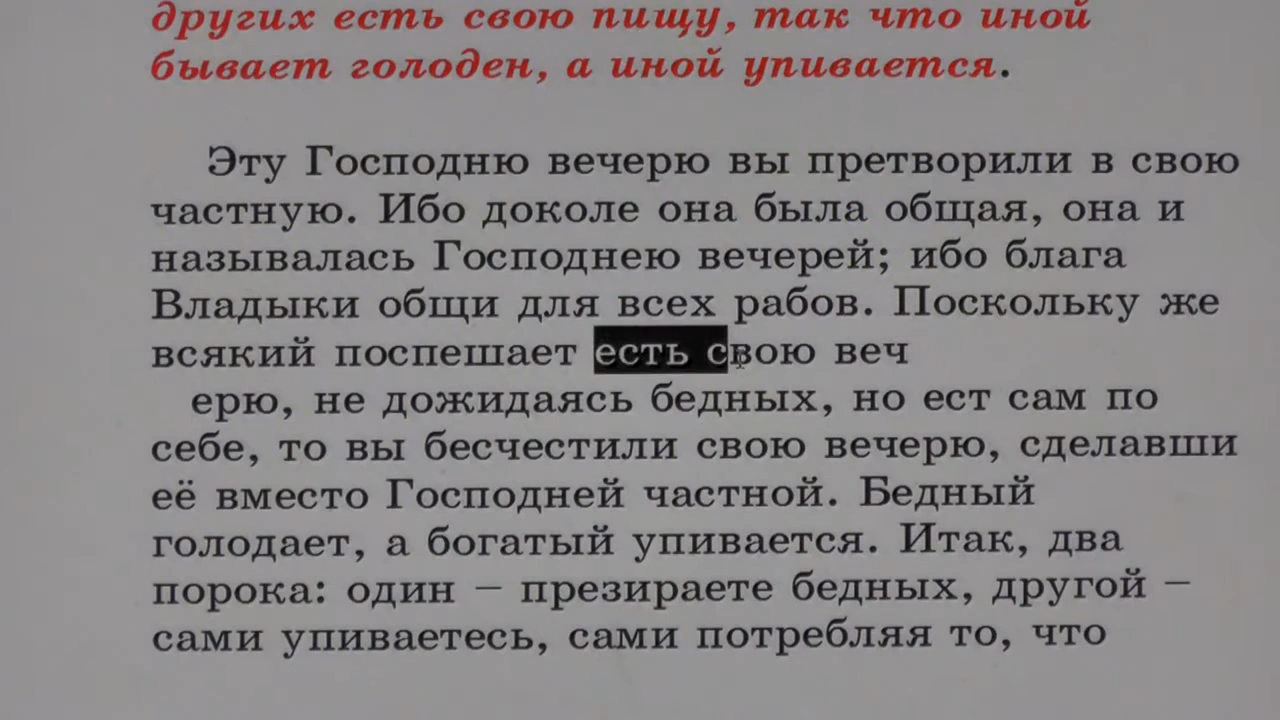 других есть свою пищу, так что иной
бывает голоден, а иной упивается.
Эту Господню вечерю вы претворили в свою
частную. Ибо доколе она была общая, она и
называлась Господнею вечерей; ибо блага
Владыки общи для всех рабов. Поскольку же
всякий поспешает есть свою веч
ерю, не дожидаясь бедных, но ест сам по
себе, то вы бесчестили свою вечерю, сделавши
её вместо Господней частной. Бедный
голодает, а богатый упивается. Итак, два
порока: один – презираете бедных, другой –
сами упиваетесь, сами потребляя то, что